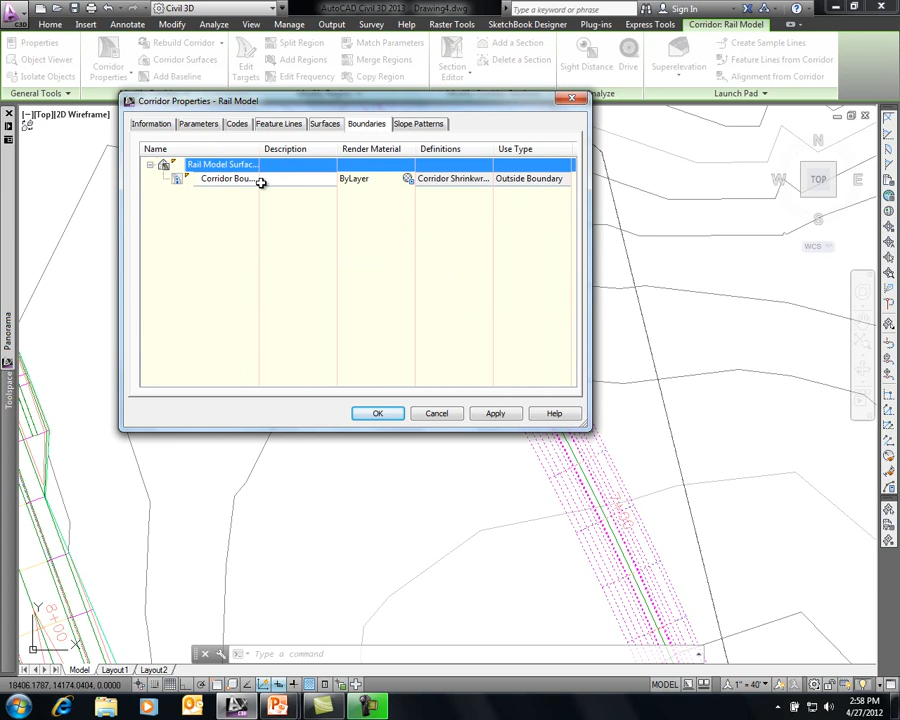 Civil 3D
AutoCAD Civil 3D 2013 Drawing4.dwg
Type a keyword or phrase
Sign In
Home Insert Annotate Modify Analyze View Manage Output Survey Raster Tools SketchBook Designer Plug-ins Express Tools Corridor: Rail Model
Properties
Object Viewer
Isolate Objects
General Tools
Corridor Properties
Rebuild Corridor
Corridor Surfaces
Add Baseline
Edit Targets
Split Region
Add Regions
Edit Frequency
Match Parameters
Merge Regions
Copy Region
Section Editor
Add a Section
Delete a Section
Sight Distance
Drive
Superelevation
Create Sample Lines
Feature Lines from Corridor
Alignment from Corridor
Launch Pad
[−][Top][2D Wireframe]
Corridor Properties - Rail Model
Information Parameters Codes Feature Lines Surfaces Boundaries Slope Patterns
Name Description Render Material Definitions Use Type
Rail Model Surfac...
Corridor Bou... ByLayer Corridor Shrinkwr... Outside Boundary
OK Cancel Apply Help
N
W TOP E
S
WCS
Panorama
Toolspace
8+00
Y
X
Type a command
Model Layout1 Layout2
18406.1787, 14174.0404, 0.0000
MODEL
1" = 40'
2:58 PM
4/27/2012